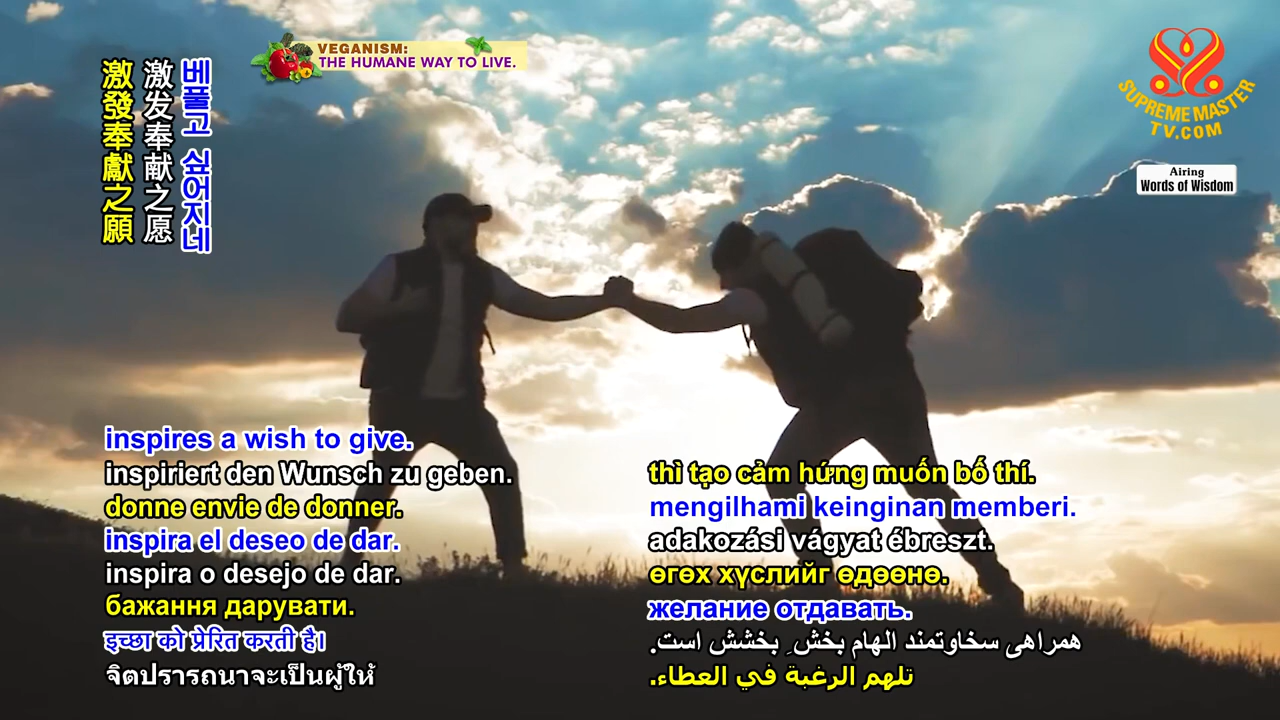 VEGANISM:
THE HUMANE WAY TO LIVE.
SUPREME MASTER
TV.COM
Airing
Words of Wisdom
베풀고 싶어지네
激发奉献之愿
激發奉獻之願
inspires a wish to give.
inspiriert den Wunsch zu geben.
donne envie de donner.
inspira el deseo de dar.
inspira o desejo de dar.
бажання дарувати.
इच्छा को प्रेरित करती है।
จิตปรารถนาจะเป็นผู้ให้
thì tạo cảm hứng muốn bố thí.
mengilhami keinginan memberi.
adakozási vágyat ébreszt.
өгөх хүслийг өдөөнө.
желание отдавать.
همراهی سخاوتمند الهام بخش ِ بخشش است.
تلهم الرغبة في العطاء.